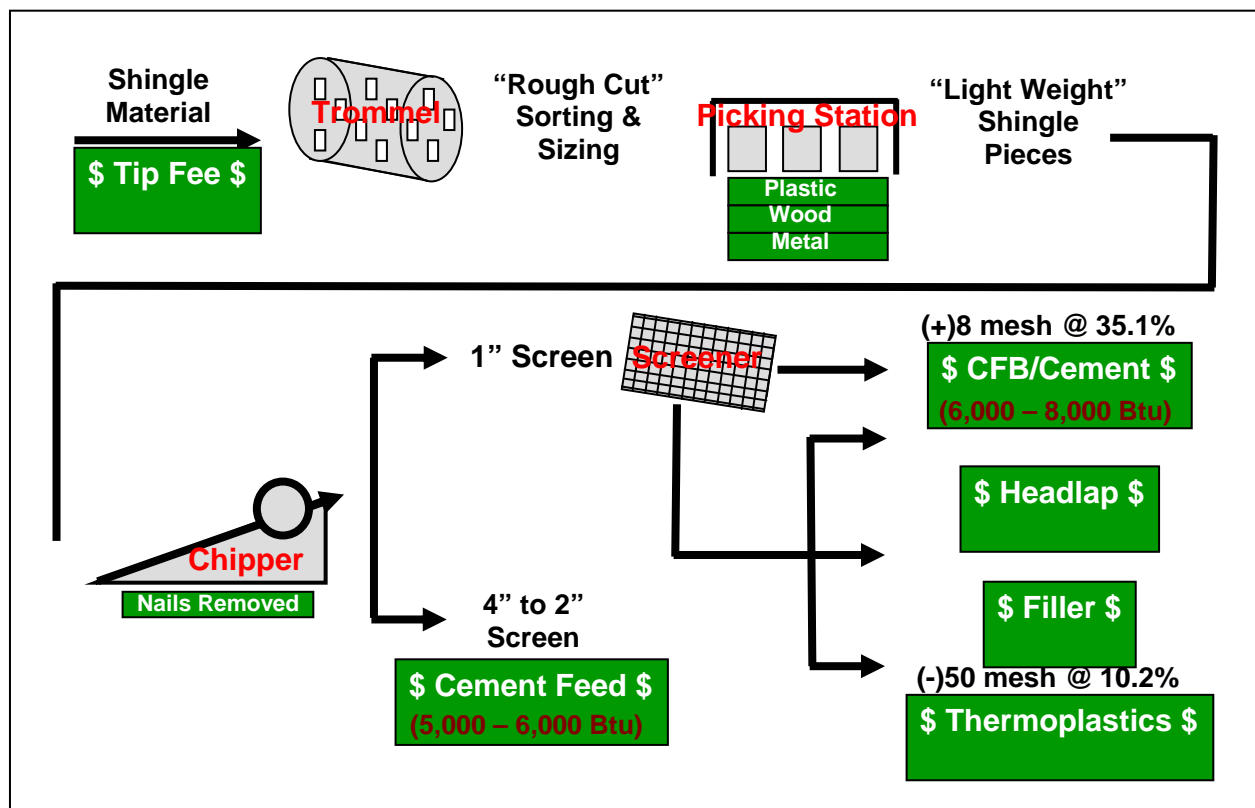 Shingle
Material
$ Tip Fee $
Trommel
“Rough Cut”
Sorting &
Sizing
Picking Station
Plastic
Wood
Metal
“Light Weight”
Shingle
Pieces
Chipper
Nails Removed
1” Screen
Screener
4” to 2”
Screen
$ Cement Feed $
(5,000 – 6,000 Btu)
(+)8 mesh @ 35.1%
$ CFB/Cement $
(6,000 – 8,000 Btu)
$ Headlap $
$ Filler $
(-)50 mesh @ 10.2%
$ Thermoplastics $